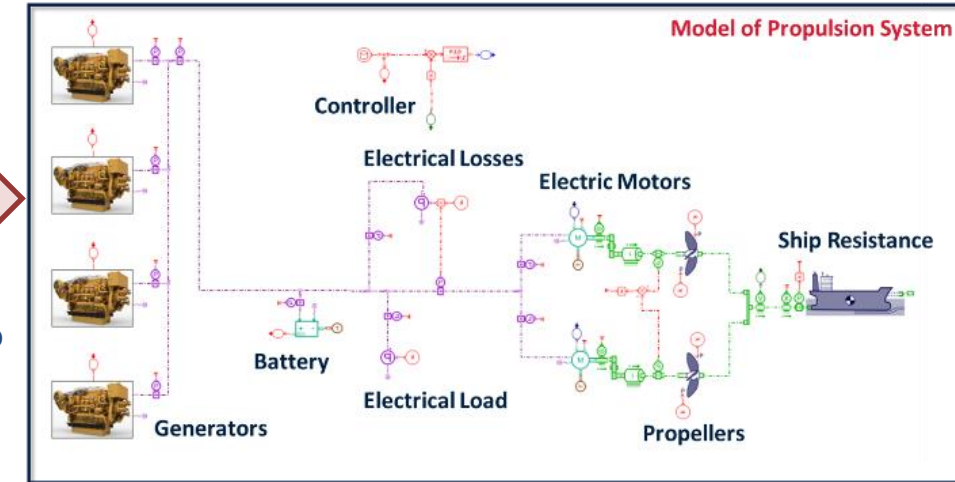 Model of Propulsion System
Controller
Electrical Losses
Electric Motors
Ship Resistance
Battery
Electrical Load
Generators
Propellers